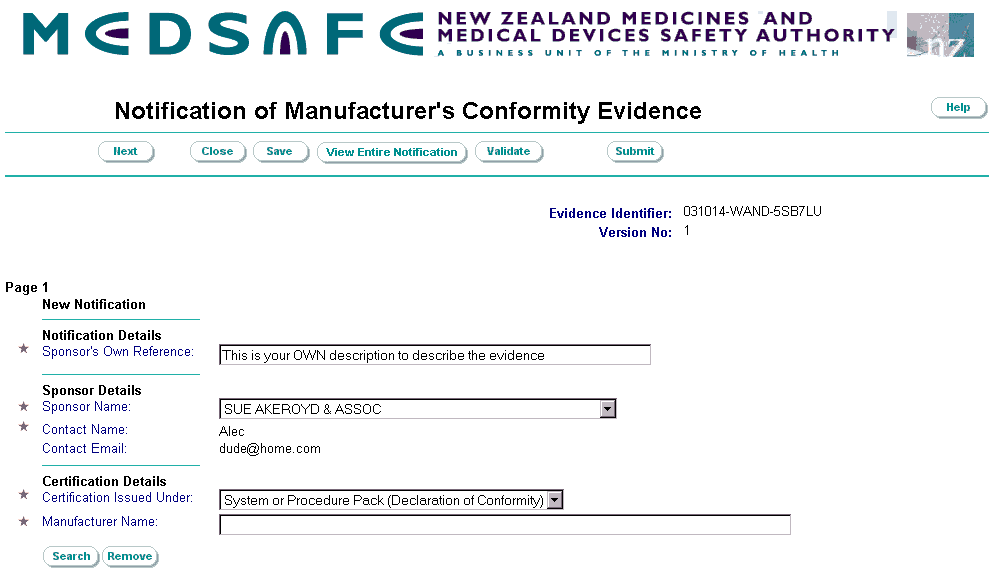 MEDSAFE NEW ZEALAND MEDICINES AND
MEDICAL DEVICES SAFETY AUTHORITY
A BUSINESS UNIT OF THE MINISTRY OF HEALTH
nz
Notification of Manufacturer's Conformity Evidence
Help
Next Close Save View Entire Notification Validate Submit
Evidence Identifier: 031014-WAND-5SB7LU
Version No: 1
Page 1
New Notification
Notification Details
Sponsor's Own Reference: This is your OWN description to describe the evidence
Sponsor Details
Sponsor Name: SUE AKEROYD & ASSOC
Contact Name: Alec
Contact Email: dude@home.com
Certification Details
Certification Issued Under: System or Procedure Pack (Declaration of Conformity)
Manufacturer Name:
Search Remove